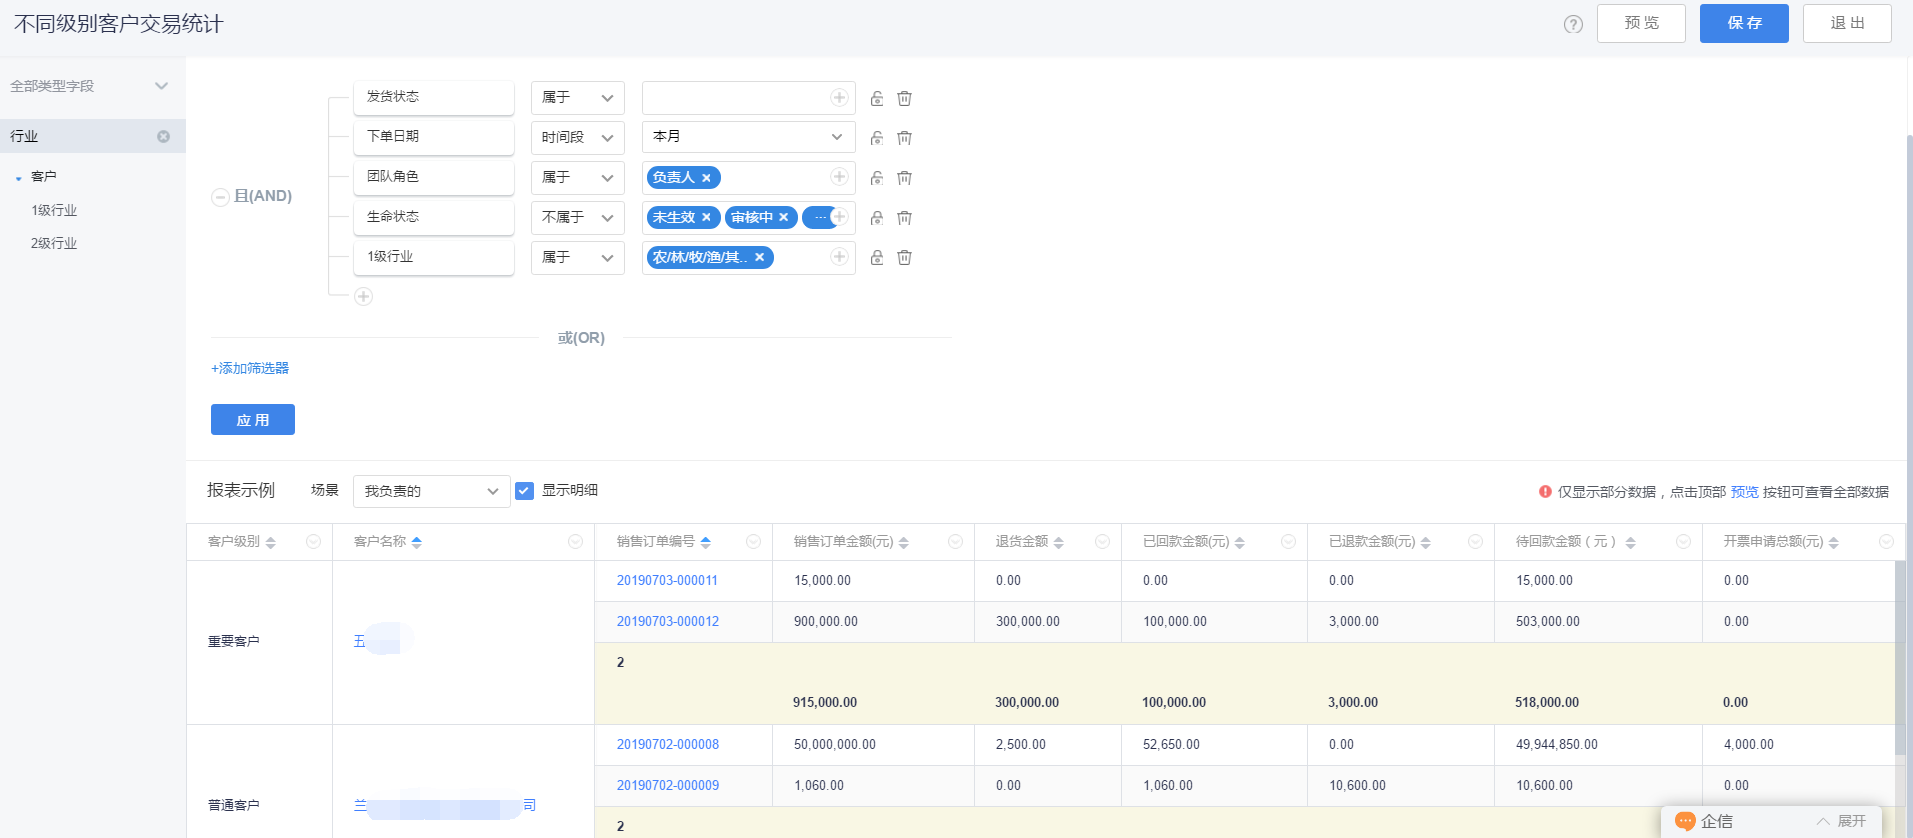 不同级别客户交易统计
?
预 览
保 存
退 出
全部类型字段
行业
客户
1级行业
2级行业
且(AND)
发货状态 属于
下单日期 时间段 本月
团队角色 属于 负责人 ×
生命状态 不属于 未生效 × 审核中 × ...
1级行业 属于 农/林/牧/渔/其.. ×
或(OR)
+添加筛选器
应 用
报表示例 场景 我负责的 显示明细
仅显示部分数据，点击顶部 预览 按钮可查看全部数据
客户级别 客户名称 销售订单编号 销售订单金额(元) 退货金额 已回款金额(元) 已退款金额(元) 待回款金额（元） 开票申请总额(元)
20190703-000011 15,000.00 0.00 0.00 0.00 15,000.00 0.00
20190703-000012 900,000.00 300,000.00 100,000.00 3,000.00 503,000.00 0.00
重要客户 五
2
915,000.00 300,000.00 100,000.00 3,000.00 518,000.00 0.00
20190702-000008 50,000,000.00 2,500.00 52,650.00 0.00 49,944,850.00 4,000.00
20190702-000009 1,060.00 0.00 1,060.00 10,600.00 10,600.00 0.00
普通客户 兰 司
2
企信 展开